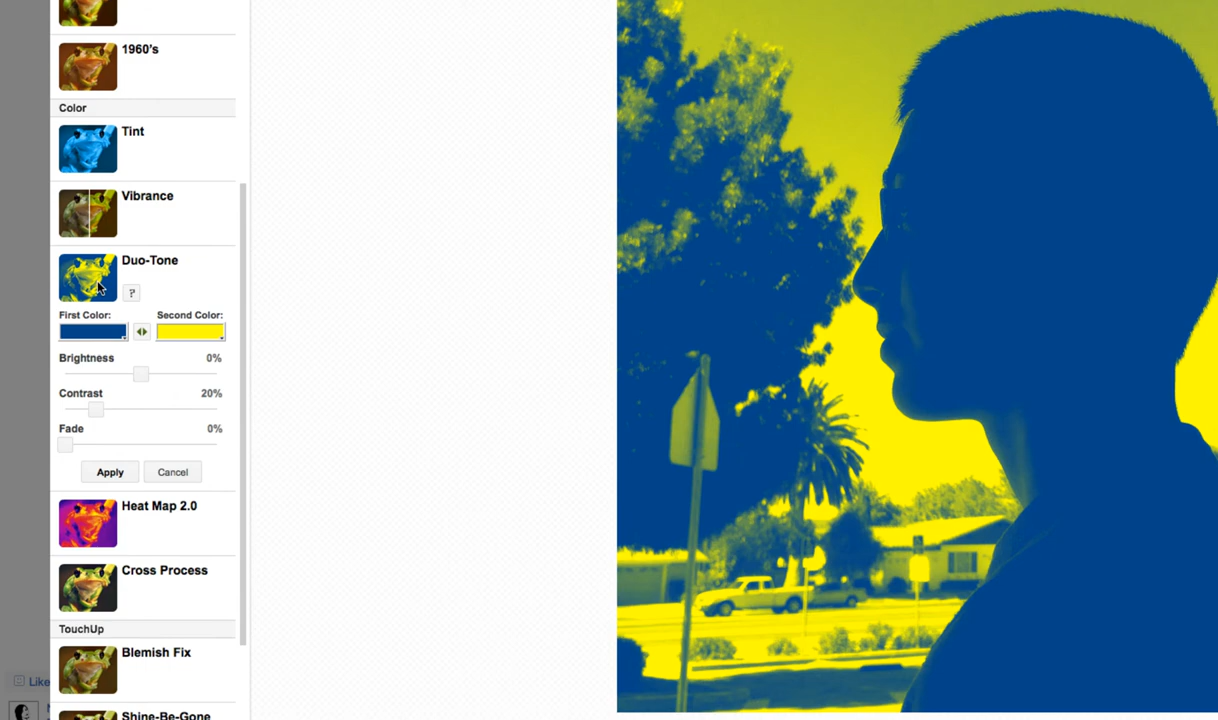 1960's
Color
Tint
Vibrance
Duo-Tone
?
First Color: Second Color:
Brightness 0%
Contrast 20%
Fade 0%
Apply Cancel
Heat Map 2.0
Cross Process
TouchUp
Blemish Fix
Like
Shine-Be-Gone